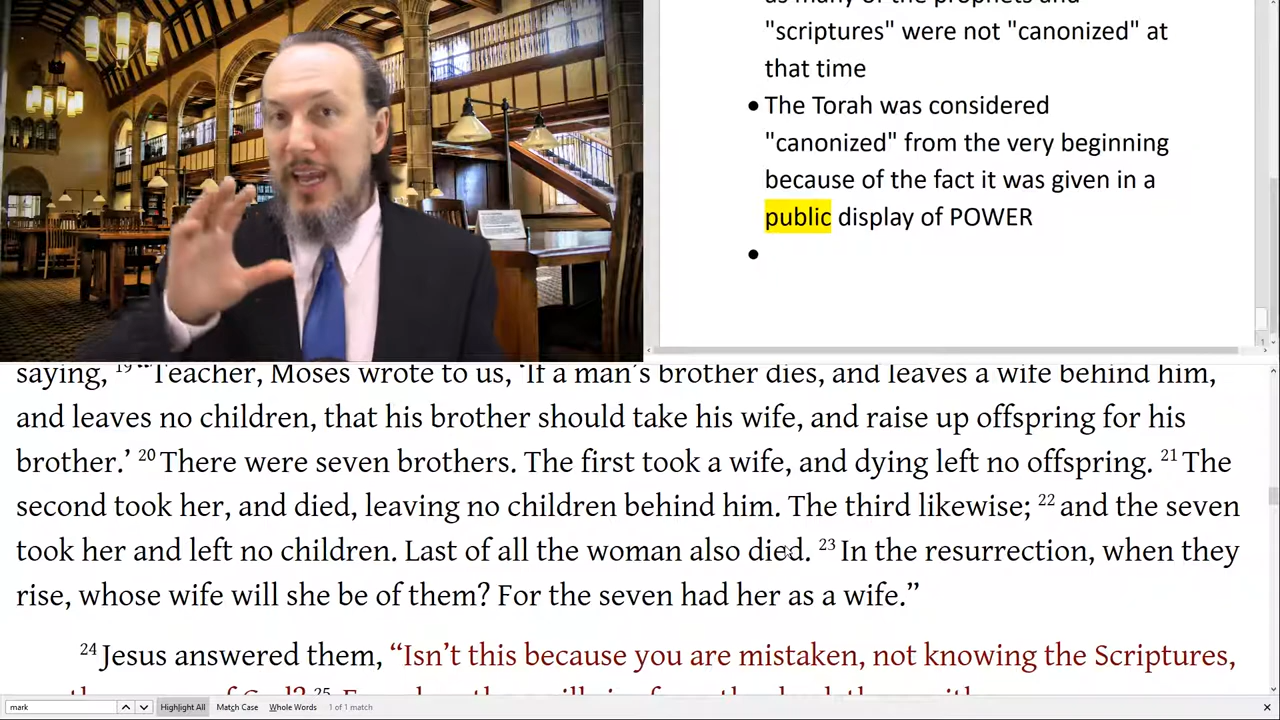 as many of the prophets and
"scriptures" were not "canonized" at
that time
• The Torah was considered
"canonized" from the very beginning
because of the fact it was given in a
public display of POWER
•
saying, 19 “Teacher, Moses wrote to us, ‘If a man’s brother dies, and leaves a wife behind him,
and leaves no children, that his brother should take his wife, and raise up offspring for his
brother.’ 20 There were seven brothers. The first took a wife, and dying left no offspring. 21 The
second took her, and died, leaving no children behind him. The third likewise; 22 and the seven
took her and left no children. Last of all the woman also died. 23 In the resurrection, when they
rise, whose wife will she be of them? For the seven had her as a wife.”
24 Jesus answered them, “Isn’t this because you are mistaken, not knowing the Scriptures,
of God? 25
mark Highlight All Match Case Whole Words 1 of 1 match